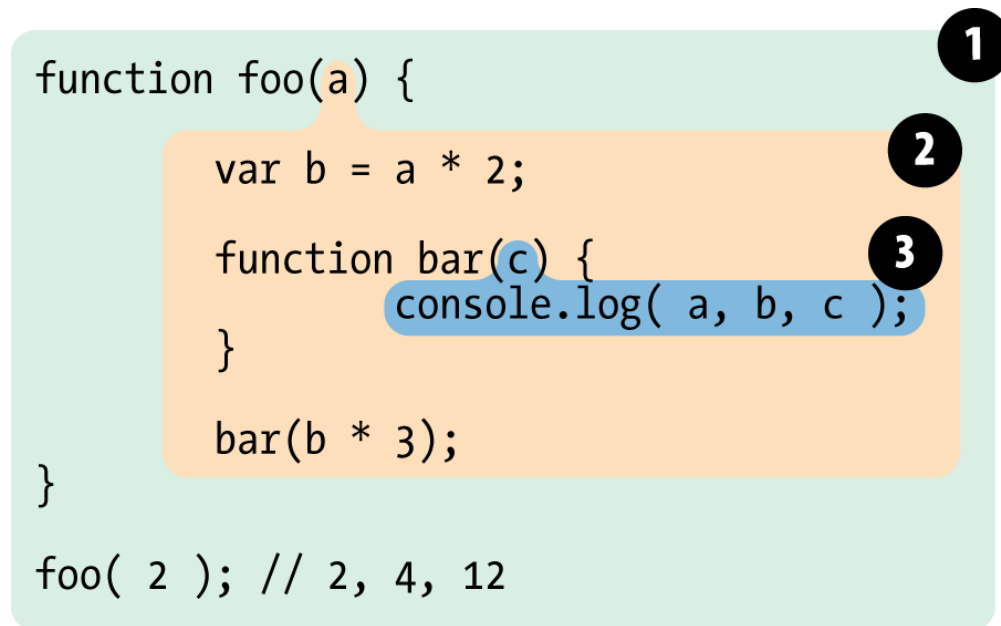 1
function foo(a) {
2
var b = a * 2;
function bar(c) {
3
console.log( a, b, c );
}
bar(b * 3);
}
foo( 2 ); // 2, 4, 12